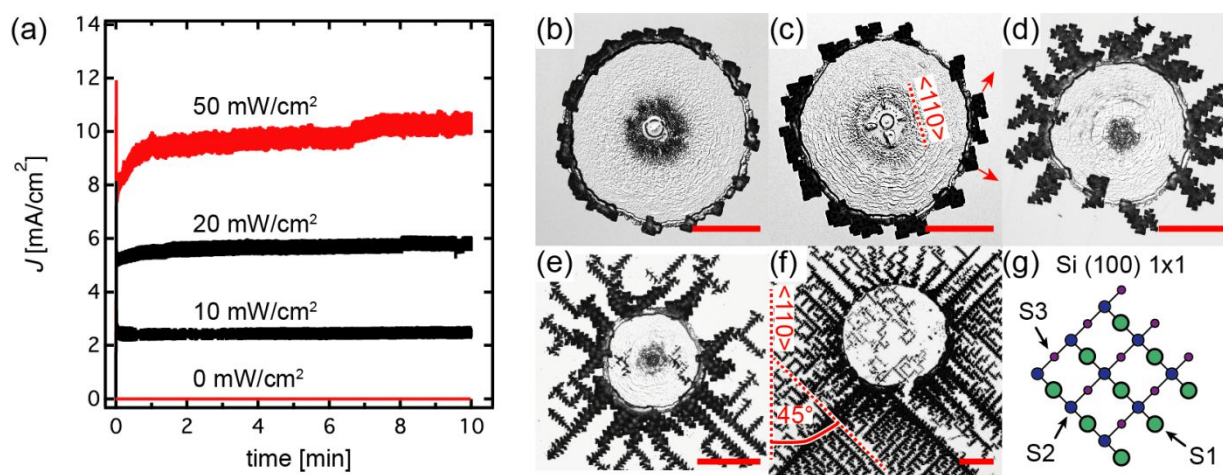 (a)
J [mA/cm²]
14
12
10
8
6
4
2
0
50 mW/cm²
20 mW/cm²
10 mW/cm²
0 mW/cm²
0 2 4 6 8 10
time [min]
(b)
(c)
<110>
(d)
(e)
(f)
<110>
45°
(g)
Si (100) 1x1
S3
S2
S1